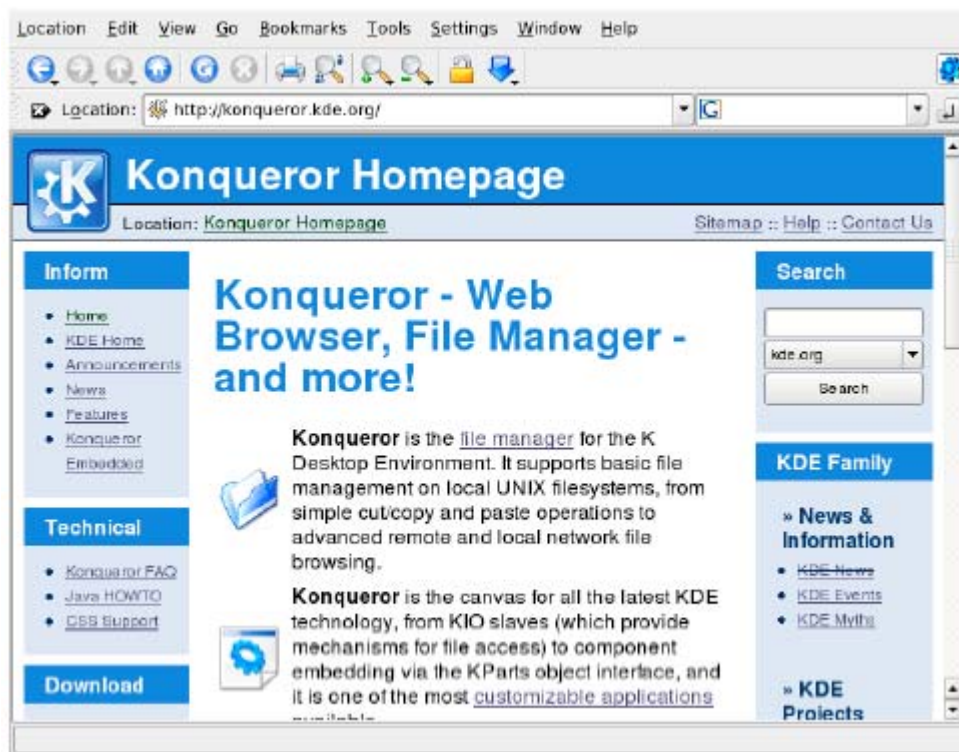 Location Edit View Go Bookmarks Tools Settings Window Help
Location: http://konqueror.kde.org/
Konqueror Homepage
Location: Konqueror Homepage
Sitemap :: Help :: Contact Us
Inform
Home
KDE Home
Announcements
News
Features
Konqueror
Embedded
Technical
Konqueror FAQ
Java HOWTO
CSS Support
Download
Konqueror - Web
Browser, File Manager -
and more!
Konqueror is the file manager for the K
Desktop Environment. It supports basic file
management on local UNIX filesystems, from
simple cut/copy and paste operations to
advanced remote and local network file
browsing.
Konqueror is the canvas for all the latest KDE
technology, from KIO slaves (which provide
mechanisms for file access) to component
embedding via the KParts object interface, and
it is one of the most customizable applications
Search
kde.org
Search
KDE Family
» News &
Information
KDE News
KDE Events
KDE Myths
» KDE
Projects